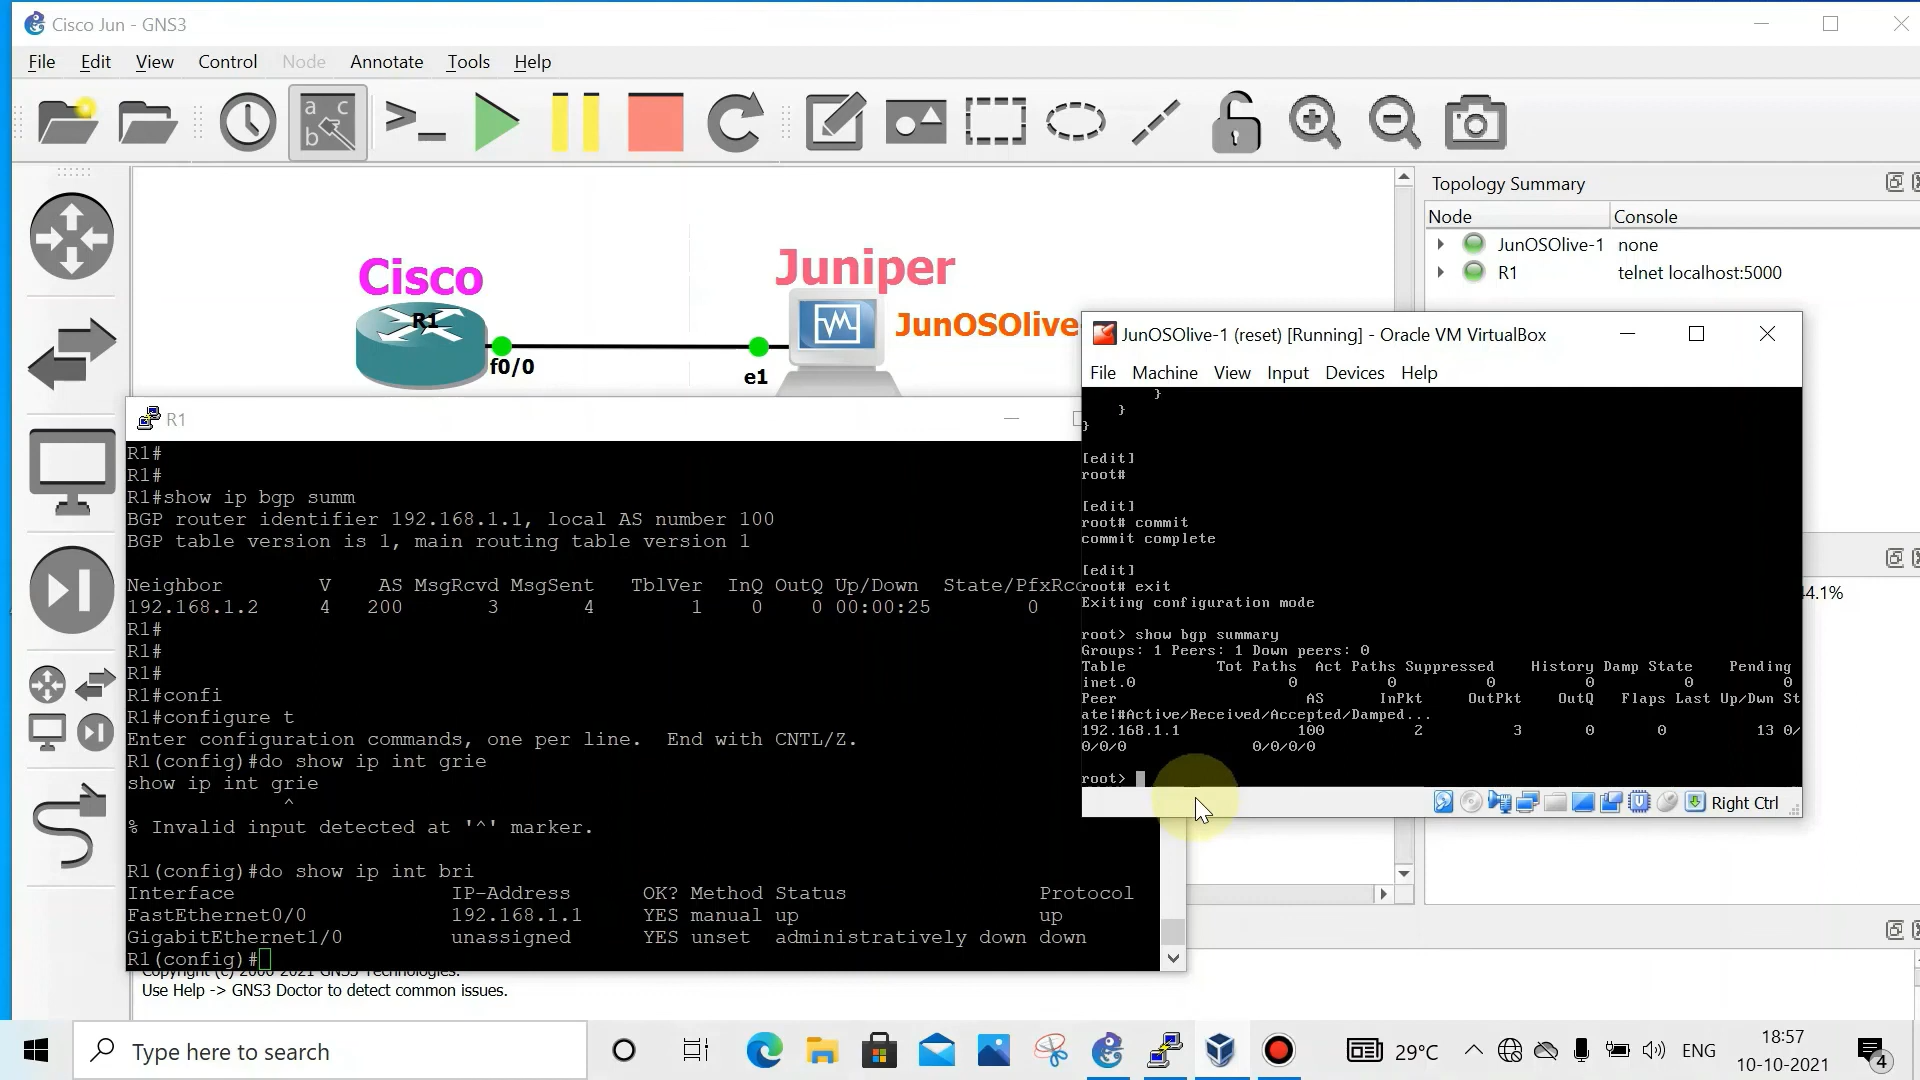 Cisco Jun - GNS3
File Edit View Control Node Annotate Tools Help
a c
b
Topology Summary
Node Console
JunOSOlive-1 none
R1 telnet localhost:5000
Cisco
Juniper
R1
JunOSOlive-
f0/0
e1
JunOSOlive-1 (reset) [Running] - Oracle VM VirtualBox
File Machine View Input Devices Help
}
}
}
[edit]
root#
[edit]
root# commit
commit complete
[edit]
root# exit
Exiting configuration mode
root> show bgp summary
Groups: 1 Peers: 1 Down peers: 0
Table Tot Paths Act Paths Suppressed History Damp State Pending
inet.0 0 0 0 0 0 0
Peer AS InPkt OutPkt OutQ Flaps Last Up/Dwn St
ate|#Active/Received/Accepted/Damped...
192.168.1.1 100 2 3 0 0 13 0/
0/0/0 0/0/0/0
root>
Right Ctrl
44.1%
R1
R1#
R1#
R1#show ip bgp summ
BGP router identifier 192.168.1.1, local AS number 100
BGP table version is 1, main routing table version 1
Neighbor V AS MsgRcvd MsgSent TblVer InQ OutQ Up/Down State/PfxRcd
192.168.1.2 4 200 3 4 1 0 0 00:00:25 0
R1#
R1#
R1#
R1#confi
R1#configure t
Enter configuration commands, one per line. End with CNTL/Z.
R1(config)#do show ip int grie
show ip int grie
^
% Invalid input detected at '^' marker.
R1(config)#do show ip int bri
Interface IP-Address OK? Method Status Protocol
FastEthernet0/0 192.168.1.1 YES manual up up
GigabitEthernet1/0 unassigned YES unset administratively down down
R1(config)#
Copyright (c) 2006-2021 GNS3 Technologies.
Use Help -> GNS3 Doctor to detect common issues.
Type here to search
29°C
ENG
18:57
10-10-2021
4